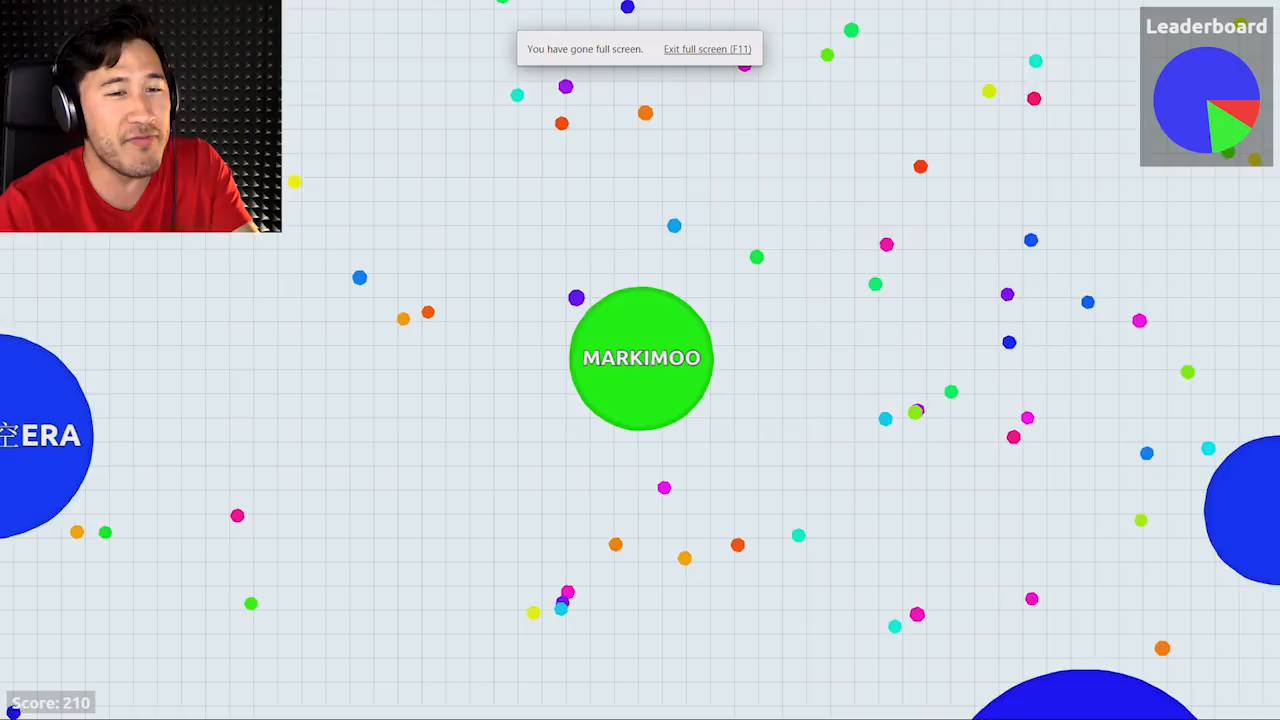 You have gone full screen. Exit full screen (F11)
Leaderboard
MARKIMOO
空ERA
Score: 210